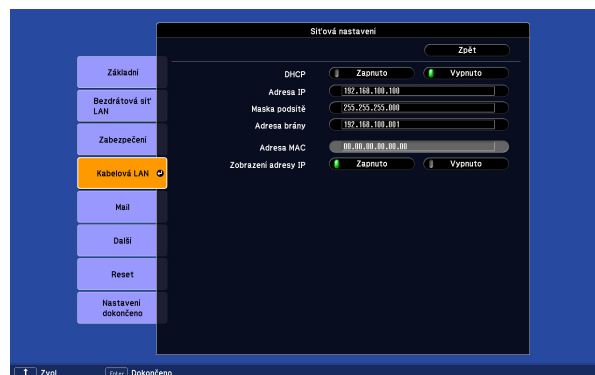 Síťová nastavení
Zpět
Základní
Bezdrátová síť
LAN
Zabezpečení
Kabelová LAN
Mail
Další
Reset
Nastavení
dokončeno
DHCP Zapnuto Vypnuto
Adresa IP 192.168.100.100
Maska podsítě 255.255.255.000
Adresa brány 192.168.100.001
Adresa MAC 00.00.00.00.00.00
Zobrazení adresy IP Zapnuto Vypnuto
Zvol Enter Dokončeno